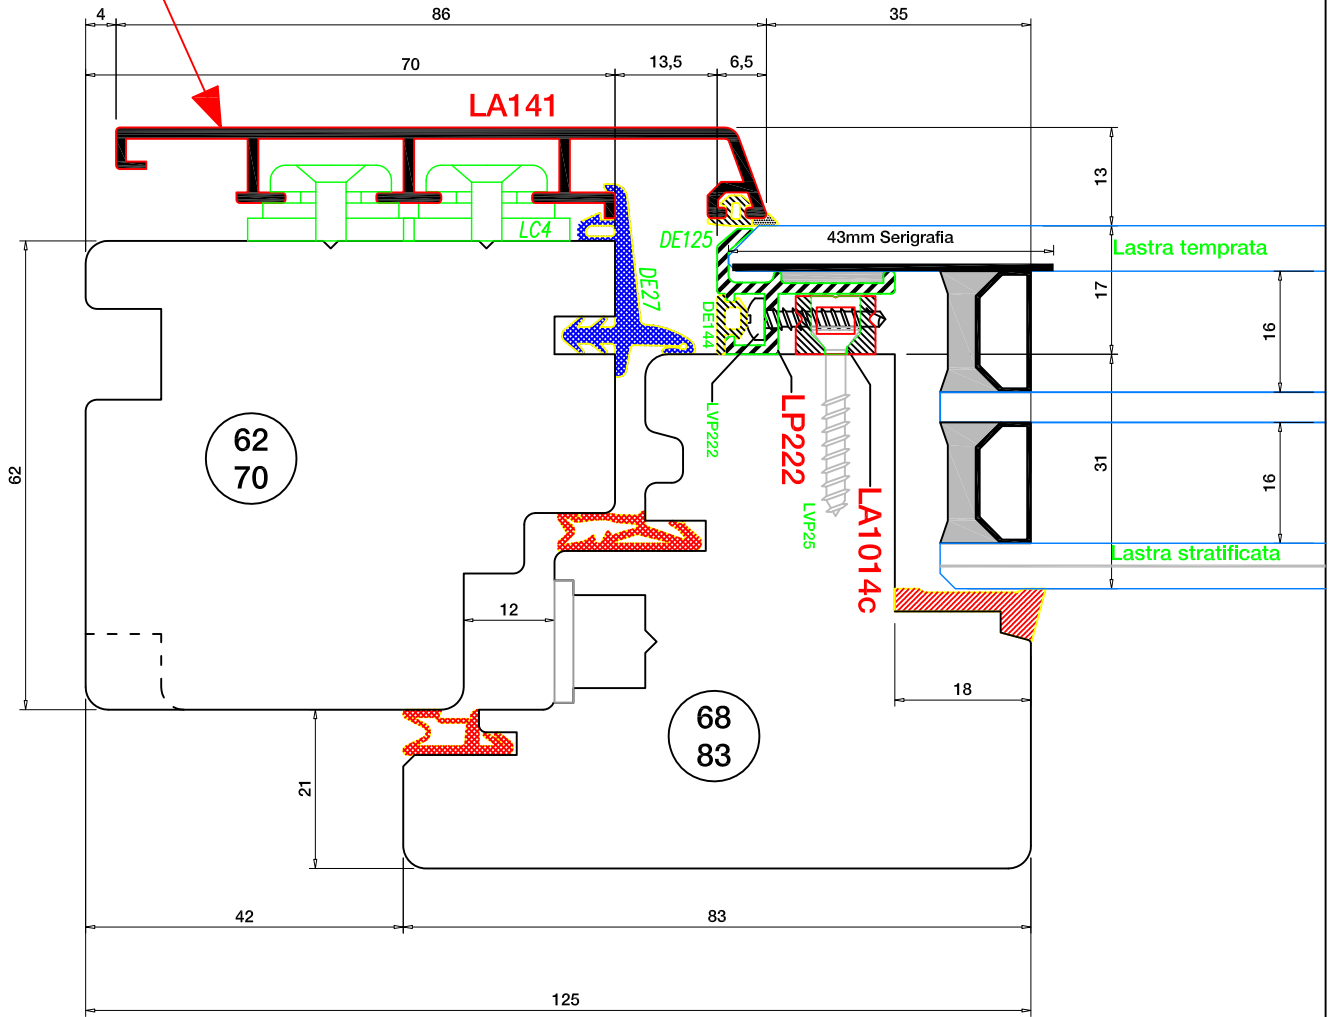 4
86
35
70
13,5
6,5
LA141
13
LC4
DE125
43mm Serigrafia
Lastra temprata
DE27
17
DE144
16
LVP222
LP222
62
70
62
31
16
LVP25
LA1014c
Lastra stratificata
12
18
68
83
21
42
83
125